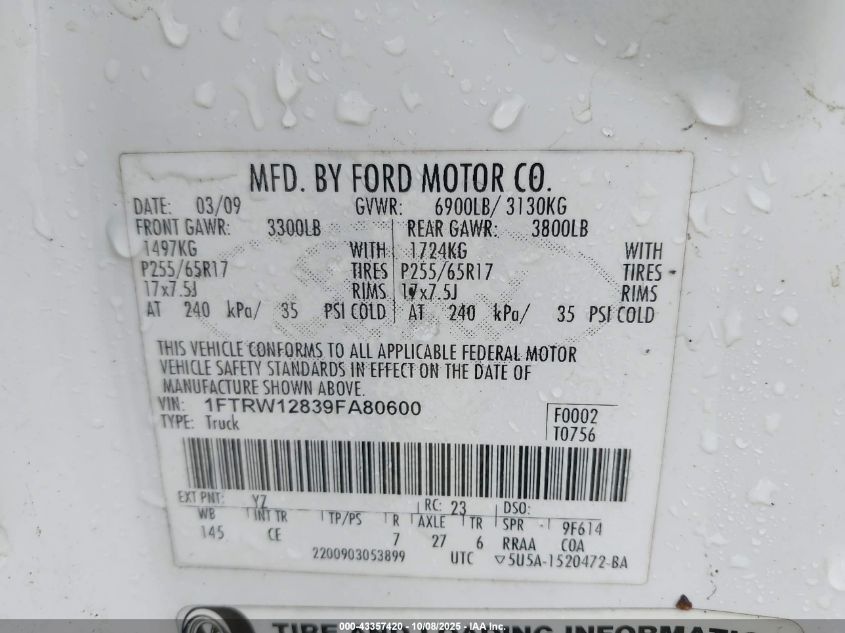 MFD. BY FORD MOTOR CO.
DATE: 03/09 GVWR: 6900LB/ 3130KG
FRONT GAWR: 3300LB REAR GAWR: 3800LB
1497KG WITH 1724KG WITH
P255/65R17 TIRES P255/65R17 TIRES
17x7.5J RIMS 17x7.5J RIMS
AT 240 kPa/ 35 PSI COLD AT 240 kPa/ 35 PSI COLD
THIS VEHICLE CONFORMS TO ALL APPLICABLE FEDERAL MOTOR
VEHICLE SAFETY STANDARDS IN EFFECT ON THE DATE OF
MANUFACTURE SHOWN ABOVE.
VIN: 1FTRW12839FA80600 F0002
TYPE: Truck T0756
EXT PNT: YZ RC: 23 DSO:
WB INT TR TP/PS R AXLE TR SPR 9F614
145 CE 7 27 6 RRAA COA
2200903053899 UTC ▽5U5A-1520472-BA
TIRE AND LOADING INFORMATION
000-43357420 - 10/08/2025 - IAA Inc.